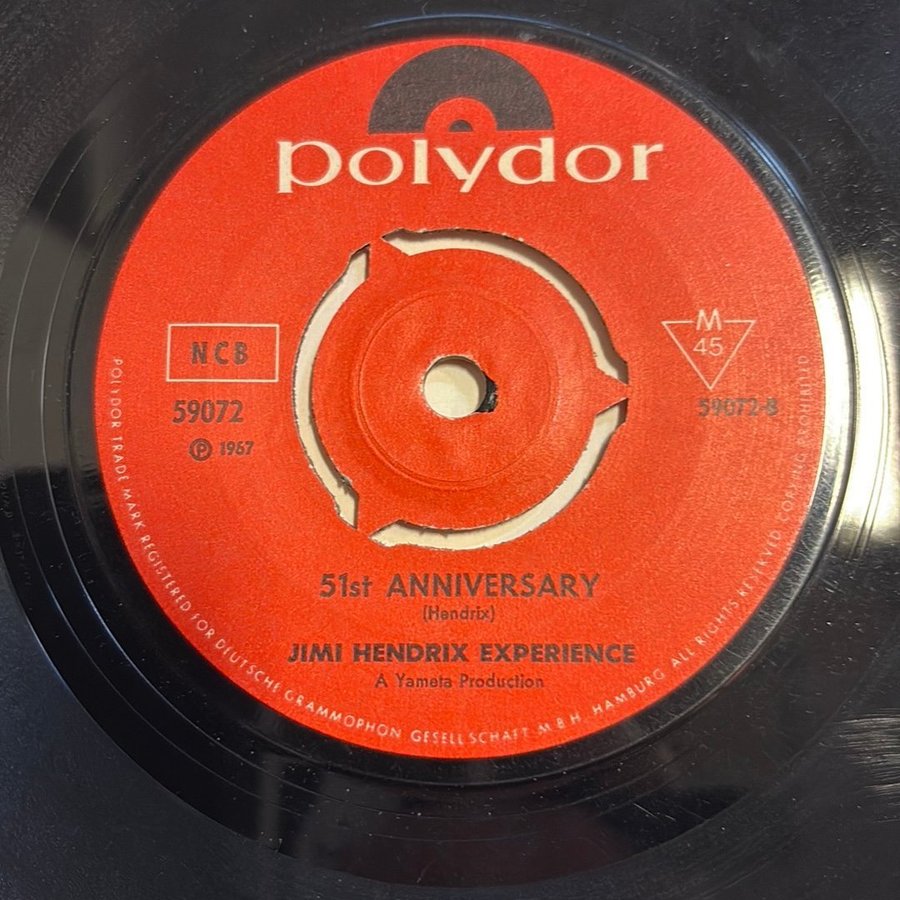 polydor
NCB
59072
℗ 1967
M
45
59072-B
51st ANNIVERSARY
(Hendrix)
JIMI HENDRIX EXPERIENCE
A Yameta Production
POLYDOR TRADE MARK REGISTERED FOR DEUTSCHE GRAMMOPHON GESELLSCHAFT M B H. HAMBURG ALL RIGHTS RESERVED COPYING PROHIBITED